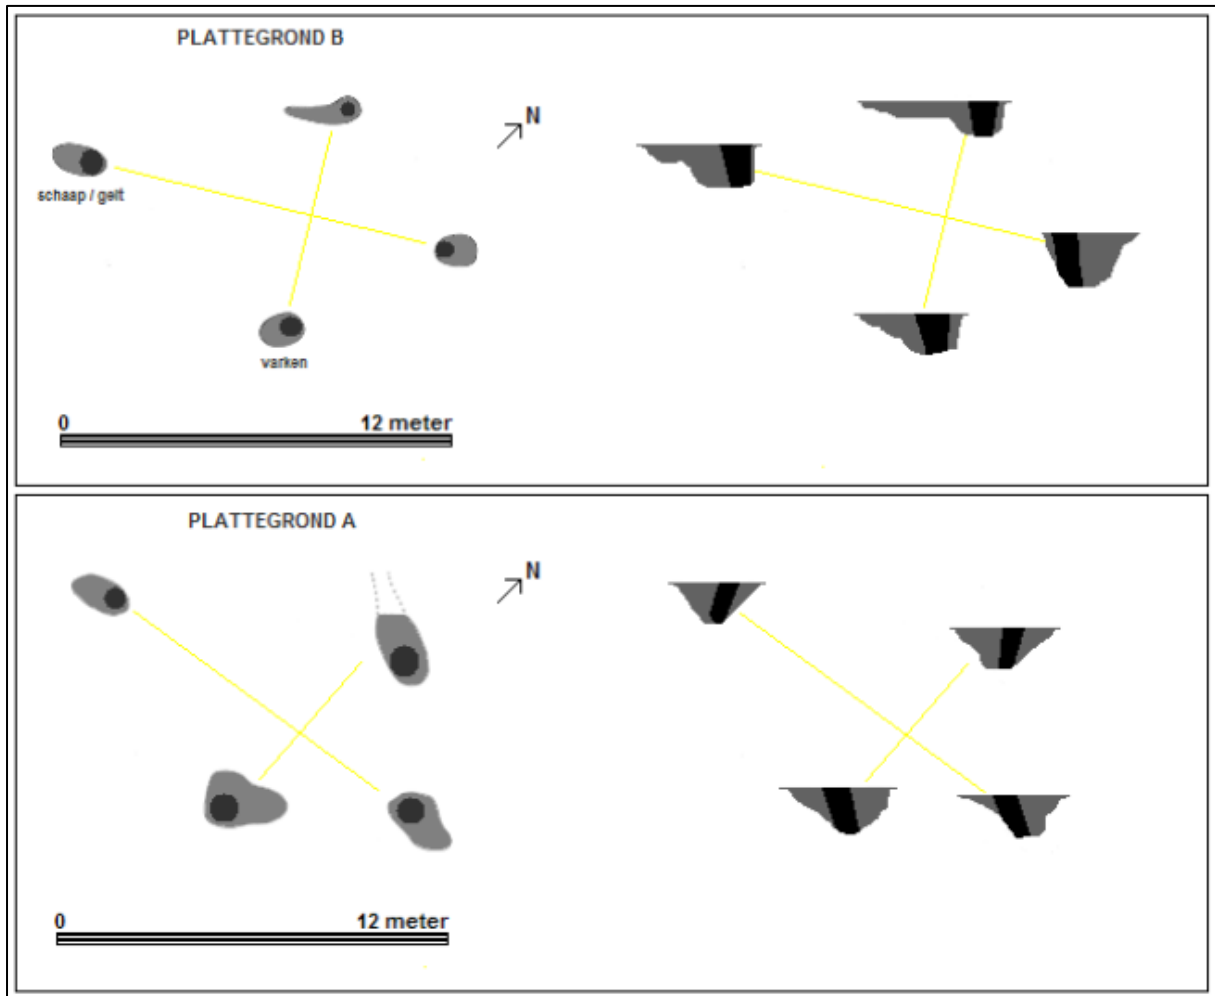 PLATTEGROND B
N
schaap / geit
varken
0 12 meter
PLATTEGROND A
N
0 12 meter